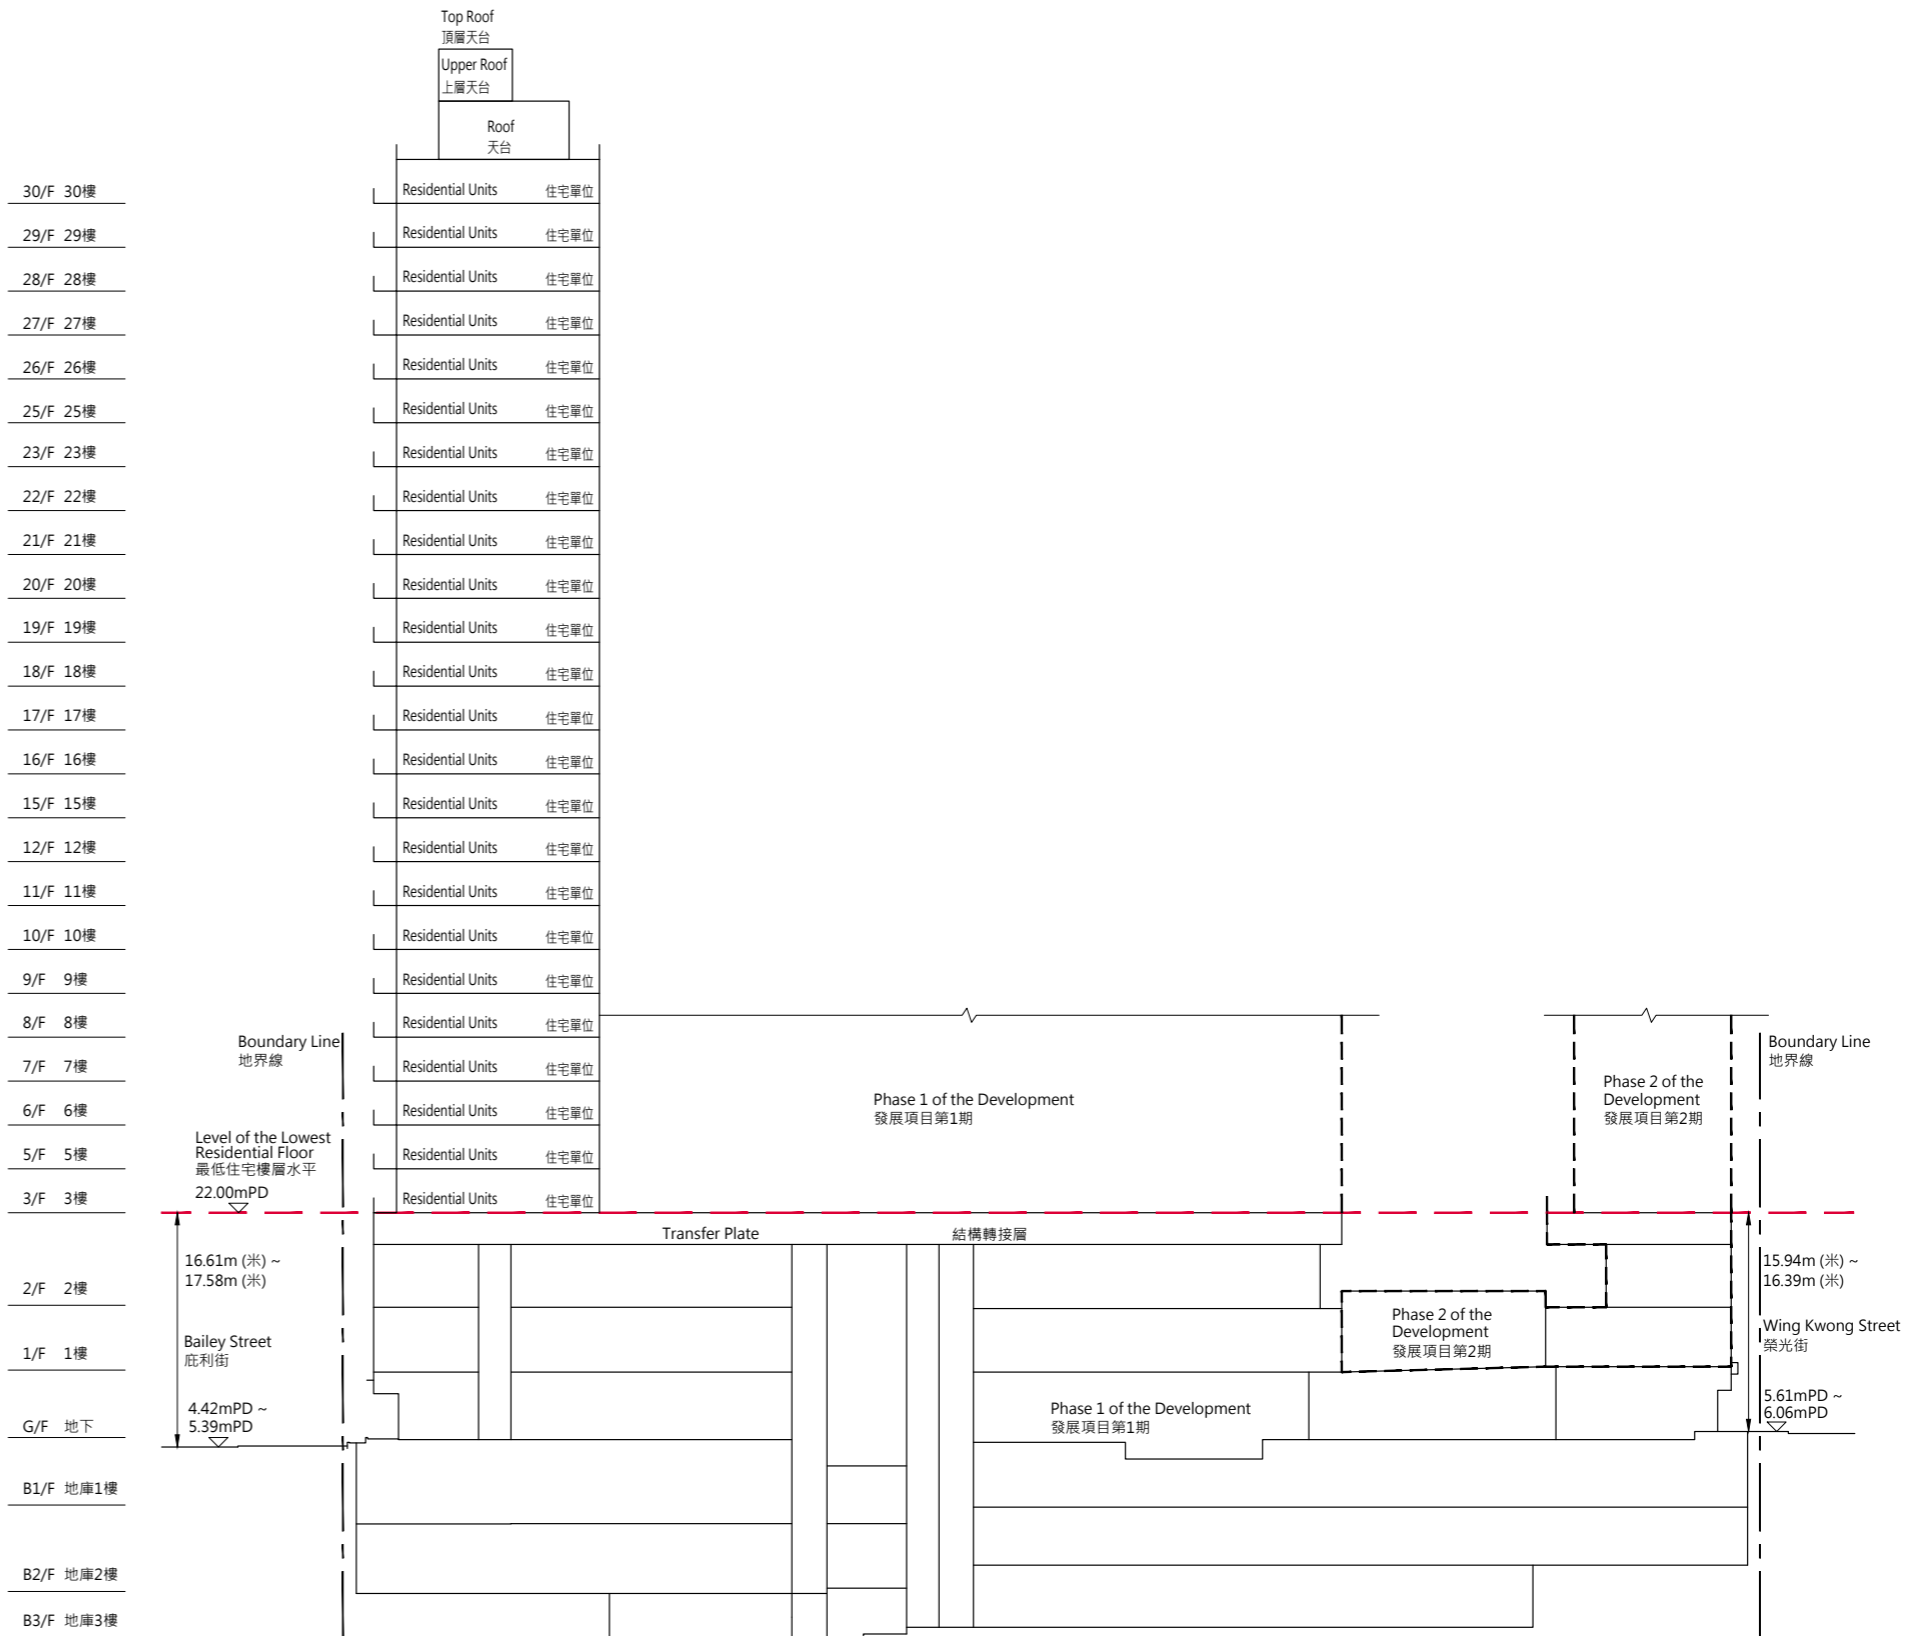 Top Roof
頂層天台
Upper Roof
上層天台
Roof
天台
30/F 30樓 Residential Units 住宅單位
29/F 29樓 Residential Units 住宅單位
28/F 28樓 Residential Units 住宅單位
27/F 27樓 Residential Units 住宅單位
26/F 26樓 Residential Units 住宅單位
25/F 25樓 Residential Units 住宅單位
23/F 23樓 Residential Units 住宅單位
22/F 22樓 Residential Units 住宅單位
21/F 21樓 Residential Units 住宅單位
20/F 20樓 Residential Units 住宅單位
19/F 19樓 Residential Units 住宅單位
18/F 18樓 Residential Units 住宅單位
17/F 17樓 Residential Units 住宅單位
16/F 16樓 Residential Units 住宅單位
15/F 15樓 Residential Units 住宅單位
12/F 12樓 Residential Units 住宅單位
11/F 11樓 Residential Units 住宅單位
10/F 10樓 Residential Units 住宅單位
9/F 9樓 Residential Units 住宅單位
8/F 8樓 Residential Units 住宅單位
7/F 7樓 Residential Units 住宅單位
6/F 6樓 Residential Units 住宅單位
5/F 5樓 Residential Units 住宅單位
3/F 3樓 Residential Units 住宅單位
2/F 2樓
1/F 1樓
G/F 地下
B1/F 地庫1樓
B2/F 地庫2樓
B3/F 地庫3樓
Boundary Line
地界線
Level of the Lowest
Residential Floor
最低住宅樓層水平
22.00mPD
16.61m (米) ~
17.58m (米)
Bailey Street
庇利街
4.42mPD ~
5.39mPD
Phase 1 of the Development
發展項目第1期
Transfer Plate 結構轉接層
Phase 2 of the
Development
發展項目第2期
Phase 1 of the Development
發展項目第1期
Phase 2 of the
Development
發展項目第2期
Boundary Line
地界線
15.94m (米) ~
16.39m (米)
Wing Kwong Street
榮光街
5.61mPD ~
6.06mPD